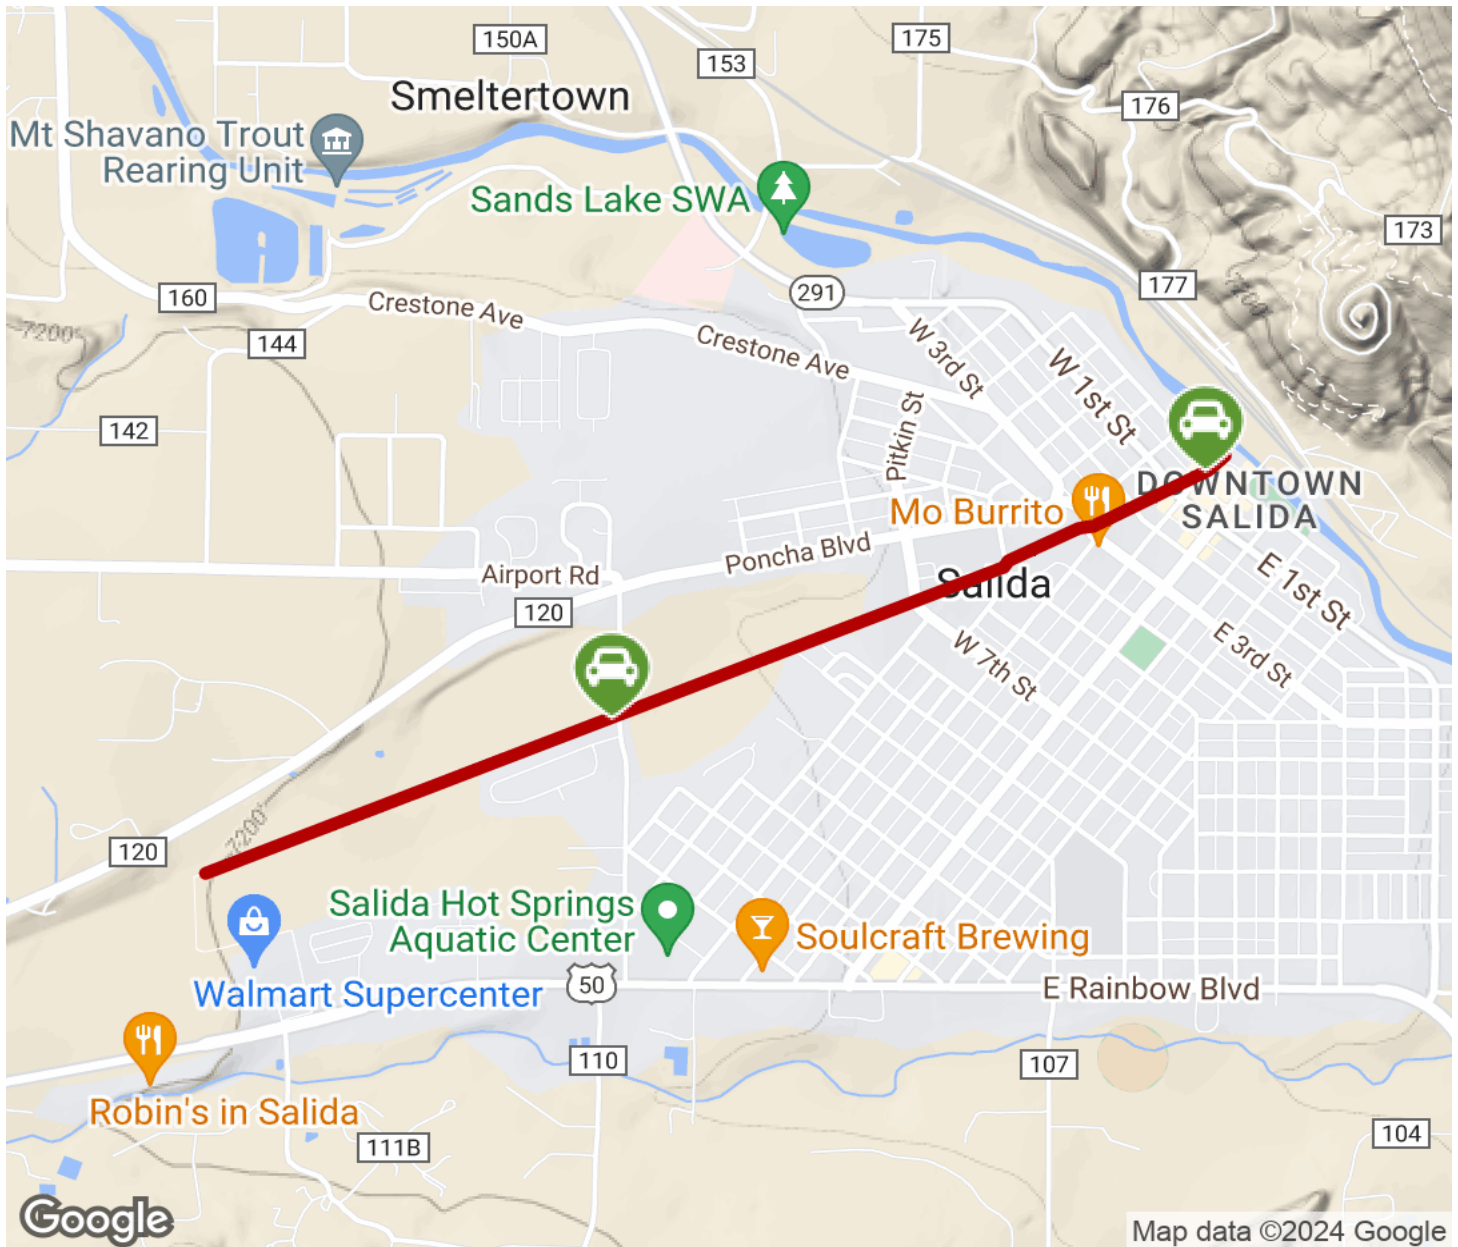 150A
153
175
176
Smeltertown
Mt Shavano Trout
Rearing Unit
Sands Lake SWA
173
177
7400
291
160
Crestone Ave
7200'
144
Crestone Ave
W 3rd St
W 1st St
142
Pitkin St
DOWNTOWN
SALIDA
Mo Burrito
Poncha Blvd
Airport Rd
Salida
E 1st St
120
E 3rd St
W 7th St
7200'
120
Salida Hot Springs
Aquatic Center
Soulcraft Brewing
Walmart Supercenter
50
E Rainbow Blvd
110
107
Robin's in Salida
111B
104
Google
Map data ©2024 Google